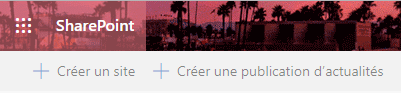 SharePoint
Créer un site
Créer une publication d'actualités